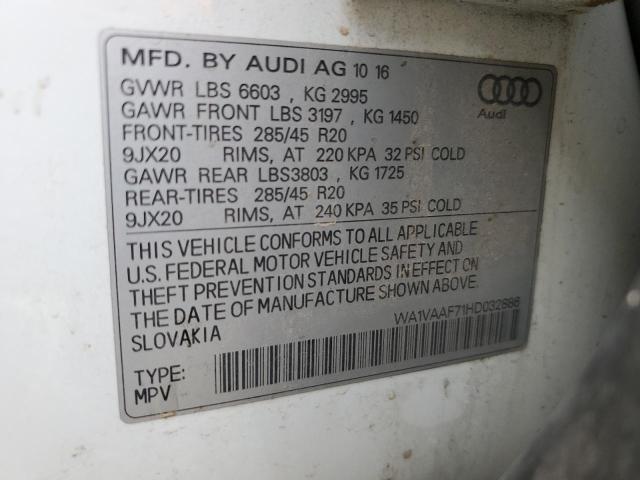 MFD. BY AUDI AG 10 16
GVWR LBS 6603 , KG 2995
GAWR FRONT LBS 3197 , KG 1450
FRONT-TIRES 285/45 R20
9JX20 RIMS, AT 220 KPA 32 PSI COLD
GAWR REAR LBS3803 , KG 1725
REAR-TIRES 285/45 R20
9JX20 RIMS, AT 240 KPA 35 PSI COLD
Audi
THIS VEHICLE CONFORMS TO ALL APPLICABLE
U.S. FEDERAL MOTOR VEHICLE SAFETY AND
THEFT PREVENTION STANDARDS IN EFFECT ON
THE DATE OF MANUFACTURE SHOWN ABOVE.
SLOVAKIA
WA1VAAF71HD032686
TYPE:
MPV